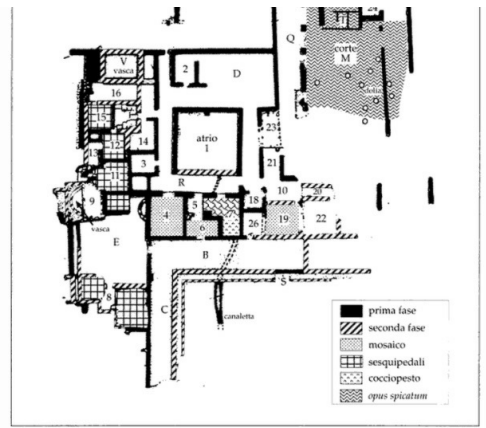 24
T
Q
corte
M
dolia
V
vasca
2
D
16
15
23
atrio
1
12
14
13
3
21
11
R
10
20
9
18
4
5
7
vasca
6
26
19
22
E
B
8
S
C
canaletta
prima fase
seconda fase
mosaico
sesquipedali
cocciopesto
opus spicatum